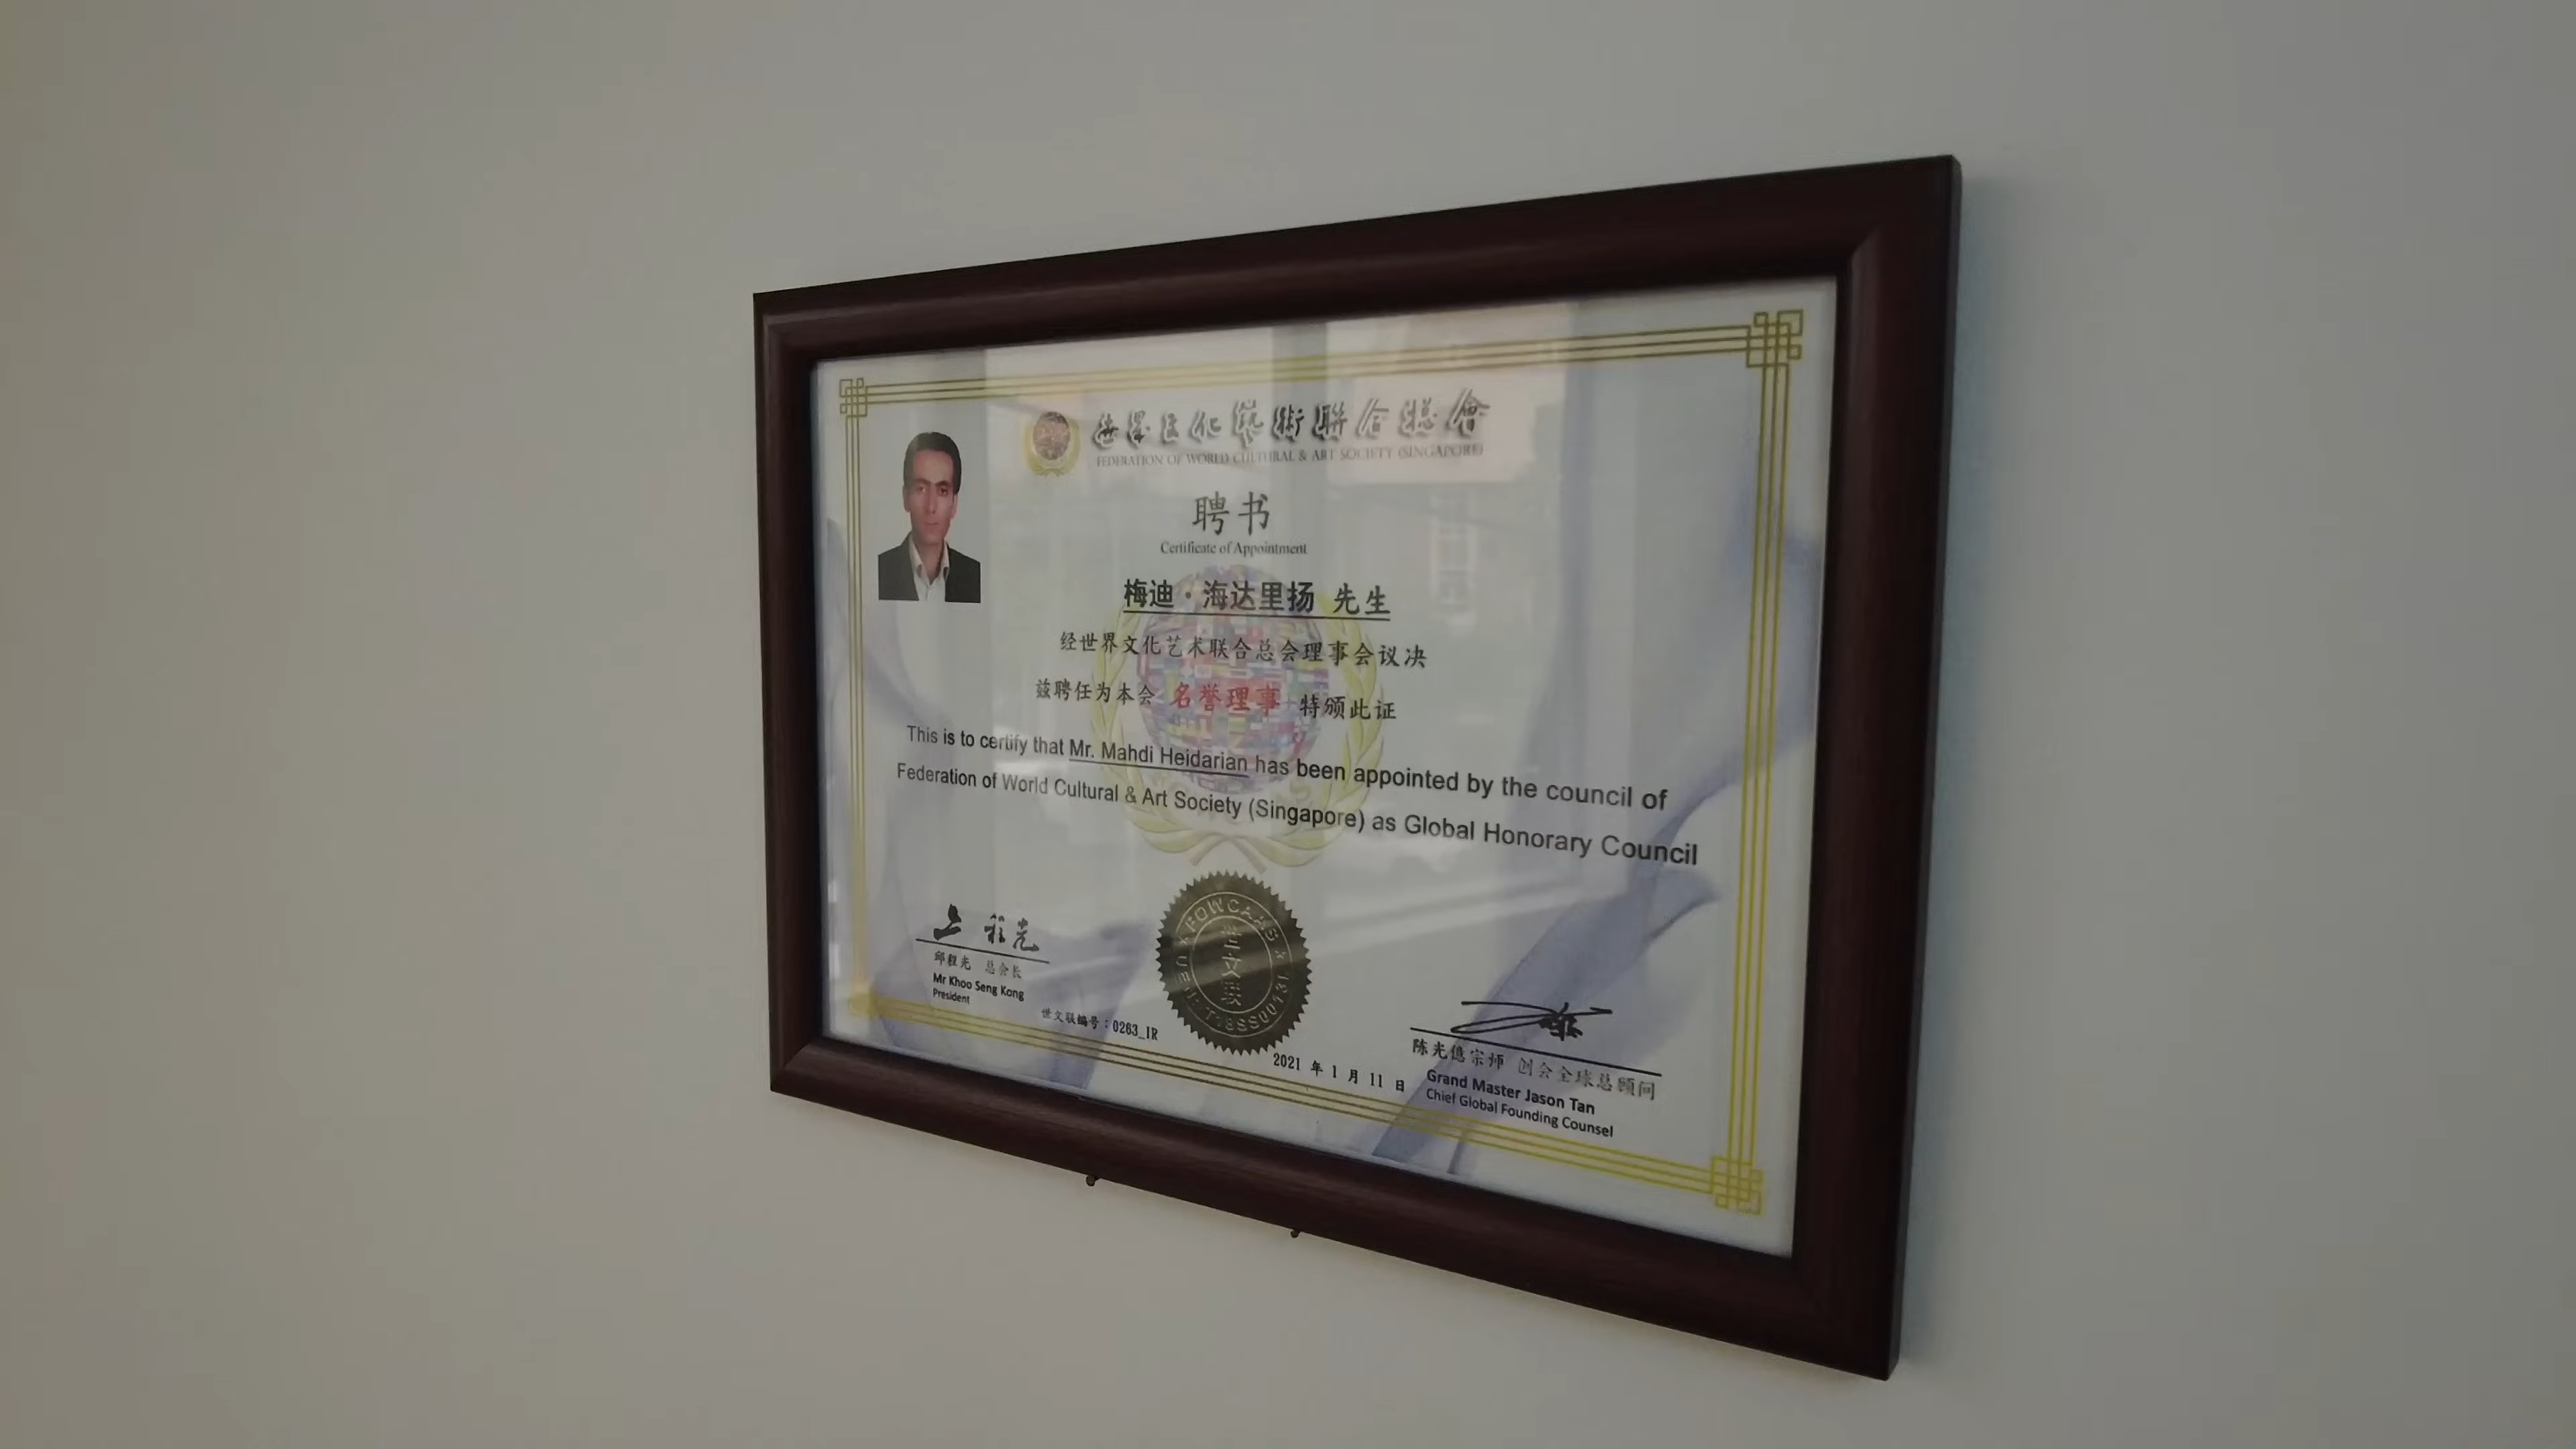 世界文化藝術聯合總會
FEDERATION OF WORLD CULTURAL & ART SOCIETY (SINGAPORE)
聘书
Certificate of Appointment
梅迪·海达里扬 先生
经世界文化艺术联合总会理事会议决
兹聘任为本会 名誉理事 特颁此证
This is to certify that Mr. Mahdi Heidarian has been appointed by the council of
Federation of World Cultural & Art Society (Singapore) as Global Honorary Council
邱程光 总会长
Mr Khoo Seng Kong
President
世文联编号：0263_IR
FOWCAAS
世文联
2021 年 1 月 11 日
陈光億宗师 创会全球总顾问
Grand Master Jason Tan
Chief Global Founding Counsel